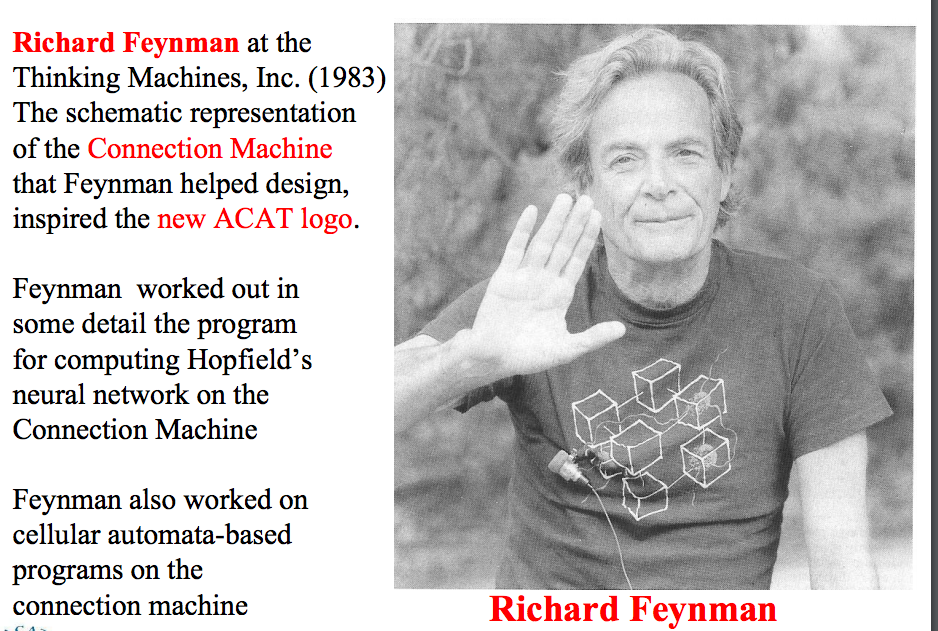 Richard Feynman at the
Thinking Machines, Inc. (1983)
The schematic representation
of the Connection Machine
that Feynman helped design,
inspired the new ACAT logo.
Feynman  worked out in
some detail the program
for computing Hopfield’s
neural network on the
Connection Machine
Feynman also worked on
cellular automata-based
programs on the
connection machine
Richard Feynman